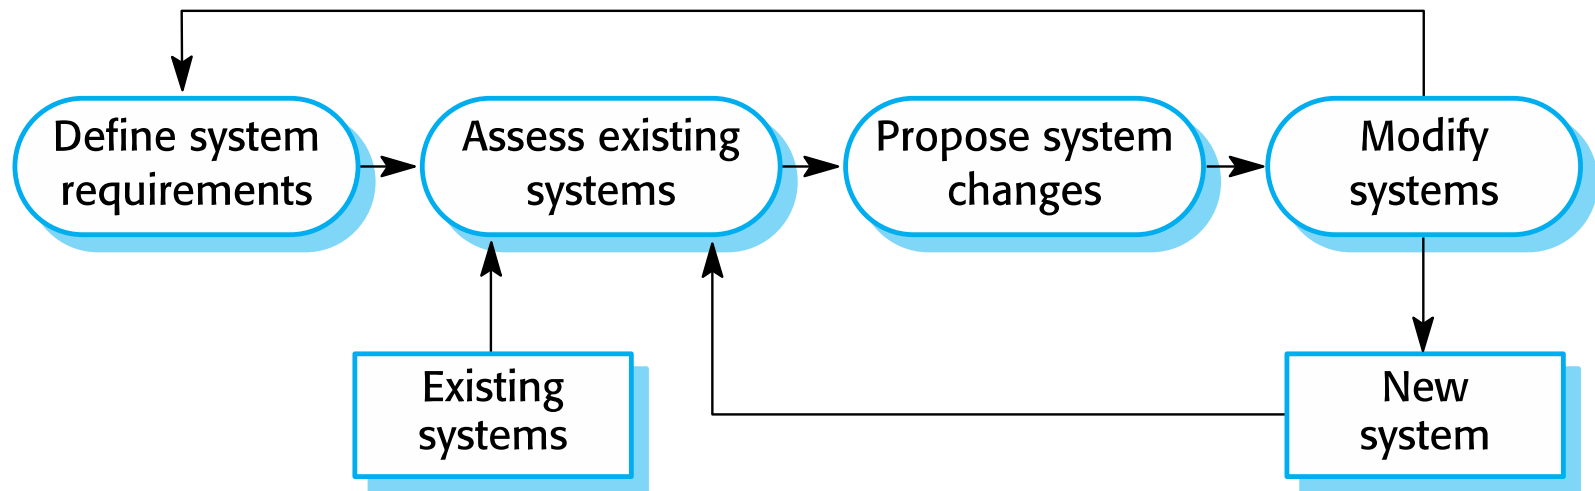 Define system
requirements
Assess existing
systems
Propose system
changes
Modify
systems
Existing
systems
New
system